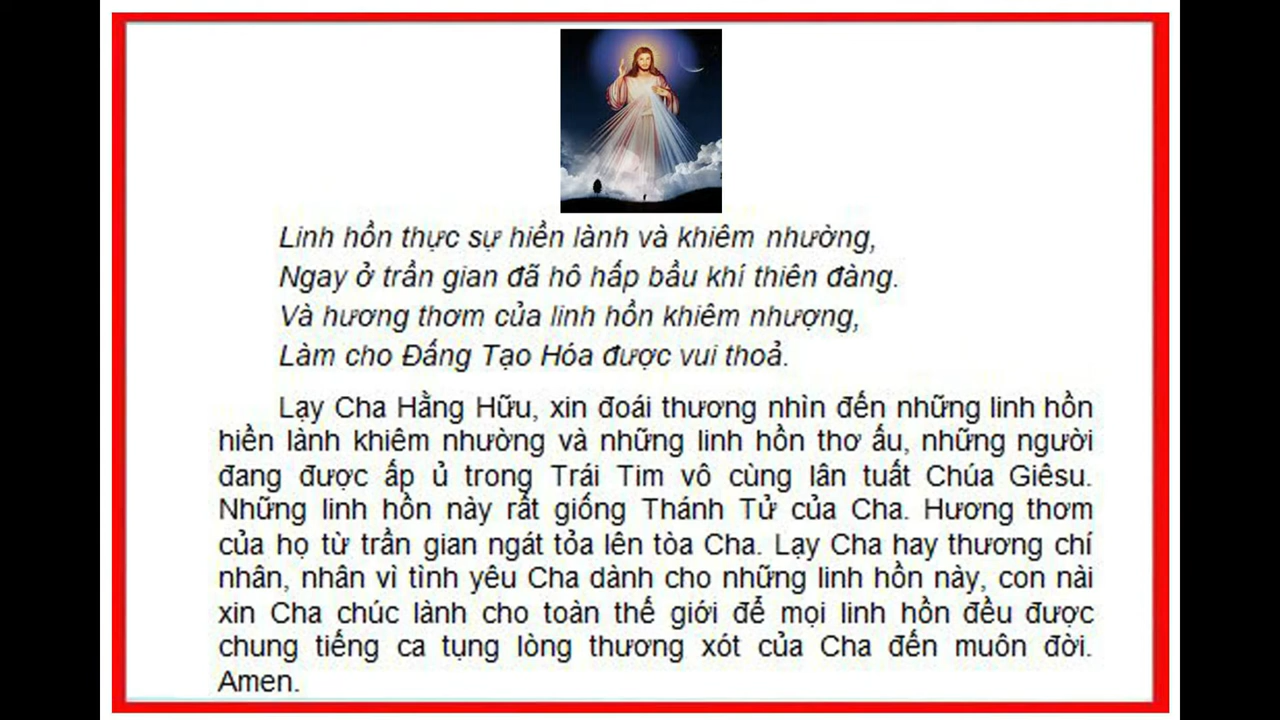 Linh hồn thực sự hiền lành và khiêm nhường,
Ngay ở trần gian đã hô hấp bầu khí thiên đàng.
Và hương thơm của linh hồn khiêm nhượng,
Làm cho Đấng Tạo Hóa được vui thoả.
Lạy Cha Hằng Hữu, xin đoái thương nhìn đến những linh hồn
hiền lành khiêm nhường và những linh hồn thơ ấu, những người
đang được ấp ủ trong Trái Tim vô cùng lân tuất Chúa Giêsu.
Những linh hồn này rất giống Thánh Tử của Cha. Hương thơm
của họ từ trần gian ngát tỏa lên tòa Cha. Lạy Cha hay thương chí
nhân, nhân vì tình yêu Cha dành cho những linh hồn này, con nài
xin Cha chúc lành cho toàn thế giới để mọi linh hồn đều được
chung tiếng ca tụng lòng thương xót của Cha đến muôn đời.
Amen.